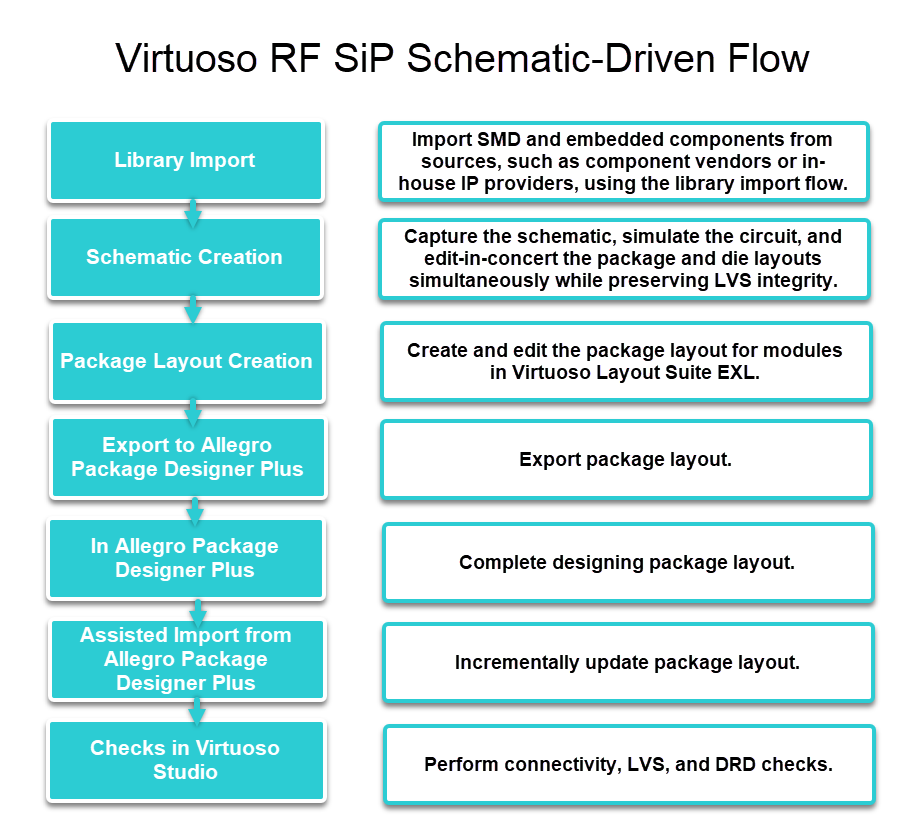 Virtuoso RF SiP Schematic-Driven Flow
Library Import
Import SMD and embedded components from
sources, such as component vendors or in-
house IP providers, using the library import flow.
Schematic Creation
Capture the schematic, simulate the circuit, and
edit-in-concert the package and die layouts
simultaneously while preserving LVS integrity.
Package Layout Creation
Create and edit the package layout for modules
in Virtuoso Layout Suite EXL.
Export to Allegro
Package Designer Plus
Export package layout.
In Allegro Package
Designer Plus
Complete designing package layout.
Assisted Import from
Allegro Package
Designer Plus
Incrementally update package layout.
Checks in Virtuoso
Studio
Perform connectivity, LVS, and DRD checks.